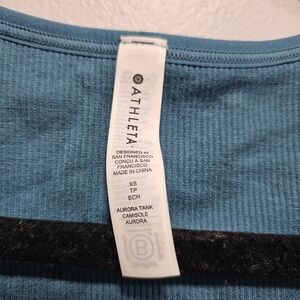 ATHLETA
DESIGNED IN
SAN FRANCISCO
CONÇU À SAN
FRANCISCO
MADE IN CHINA
XS
TP
ECH
AURORA TANK
CAMISOLE
AURORA
B